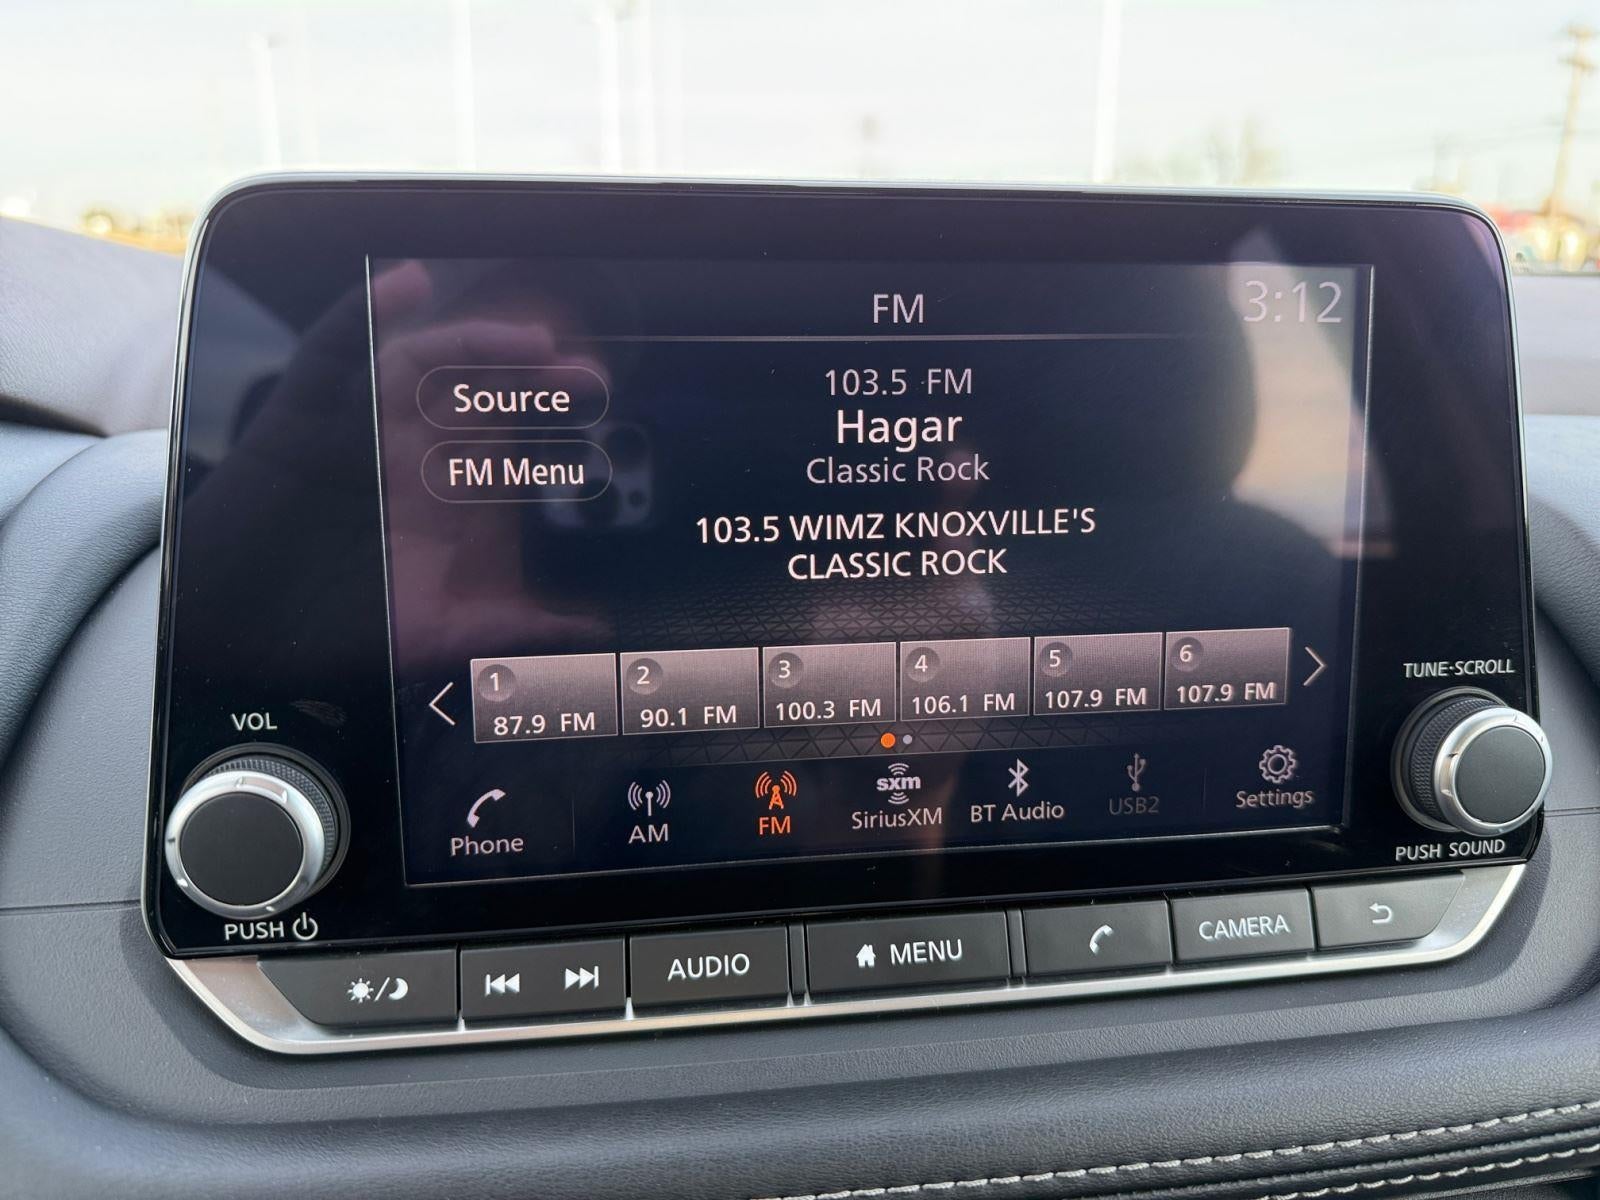 FM
3:12
Source
103.5 FM
Hagar
FM Menu
Classic Rock
103.5 WIMZ KNOXVILLE'S
CLASSIC ROCK
1
87.9 FM
2
90.1 FM
3
100.3 FM
4
106.1 FM
5
107.9 FM
6
107.9 FM
Phone
AM
FM
sxm
SiriusXM
BT Audio
USB2
Settings
VOL
PUSH
TUNE·SCROLL
PUSH SOUND
AUDIO
MENU
CAMERA